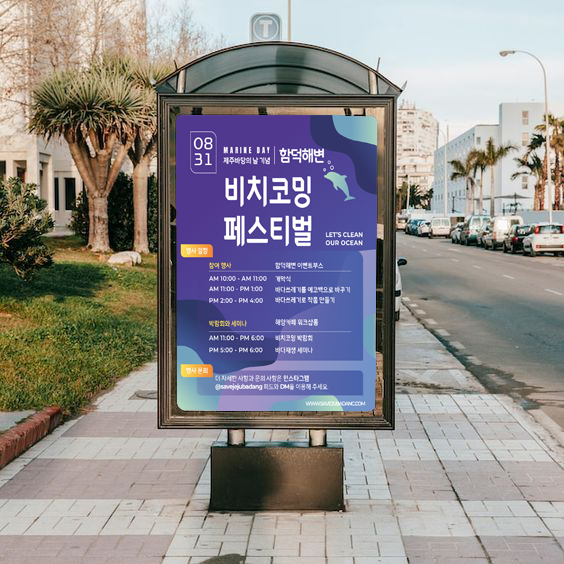 T
08
31
MARINE DAY
제주바당의 날 기념
함덕해변
비치코밍
페스티벌
LET'S CLEAN
OUR OCEAN
행사 일정
참여 행사 함덕해변 이벤트부스
AM 10:00 - AM 11:00 개막식
AM 11:00 - PM 1:00 바다쓰레기를 에코백으로 바꾸기
PM 2:00 - PM 4:00 바다쓰레기로 작품 만들기
박람회와 세미나 해양카페 워크샵룸
AM 11:00 - PM 6:00 비치코밍 박람회
PM 5:00 - PM 6:00 바다재생 세미나
행사 문의
더 자세한 사항과 문의 사항은 인스타그램
@savejejubadang 피드와 DM을 이용해 주세요.
WWW.SAVEJEJUBADANG.COM